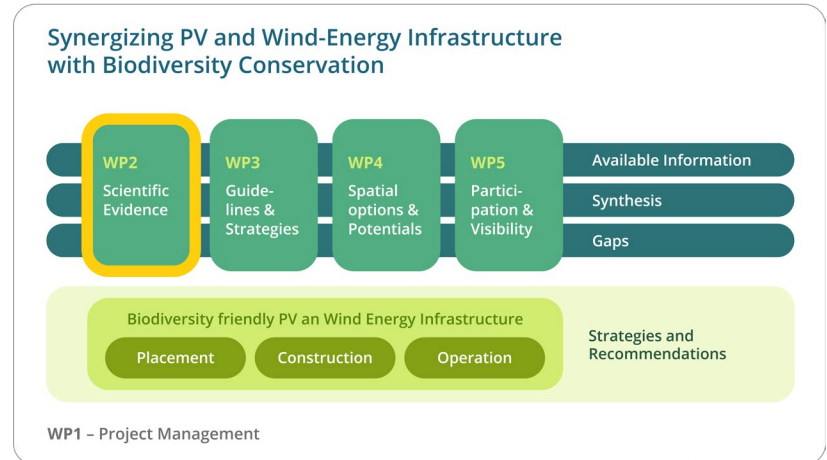 Synergizing PV and Wind-Energy Infrastructure
with Biodiversity Conservation
WP2
Scientific
Evidence
WP3
Guide-
lines &
Strategies
WP4
Spatial
options &
Potentials
WP5
Partici-
pation &
Visibility
Available Information
Synthesis
Gaps
Biodiversity friendly PV an Wind Energy Infrastructure
Placement
Construction
Operation
Strategies and
Recommendations
WP1 – Project Management